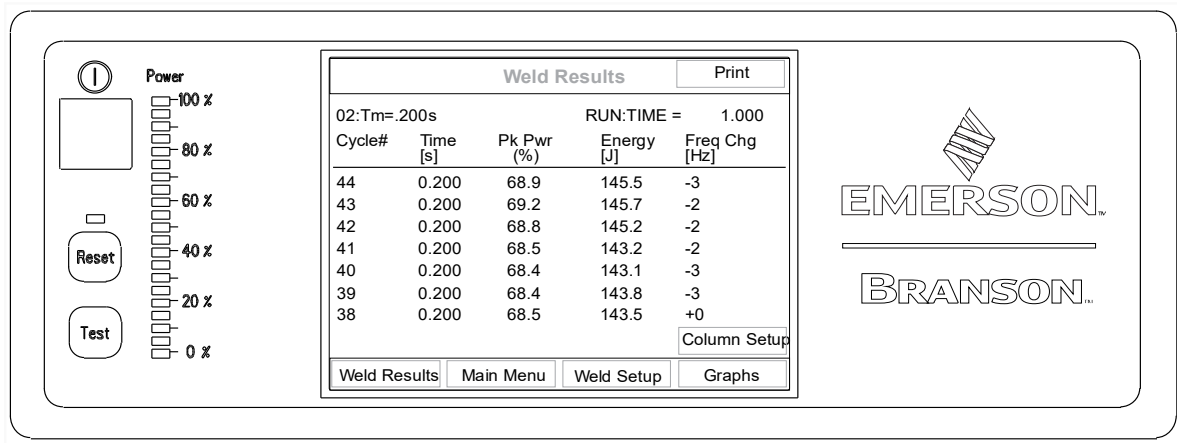 Power
100 %
80 %
60 %
40 %
20 %
0 %
Reset
Test
Weld Results
Print
02:Tm=.200s RUN:TIME = 1.000
Cycle# Time [s] Pk Pwr (%) Energy [J] Freq Chg [Hz]
44 0.200 68.9 145.5 -3
43 0.200 69.2 145.7 -2
42 0.200 68.8 145.2 -2
41 0.200 68.5 143.2 -2
40 0.200 68.4 143.1 -3
39 0.200 68.4 143.8 -3
38 0.200 68.5 143.5 +0
Column Setup
Weld Results Main Menu Weld Setup Graphs
EMERSON™
BRANSON™